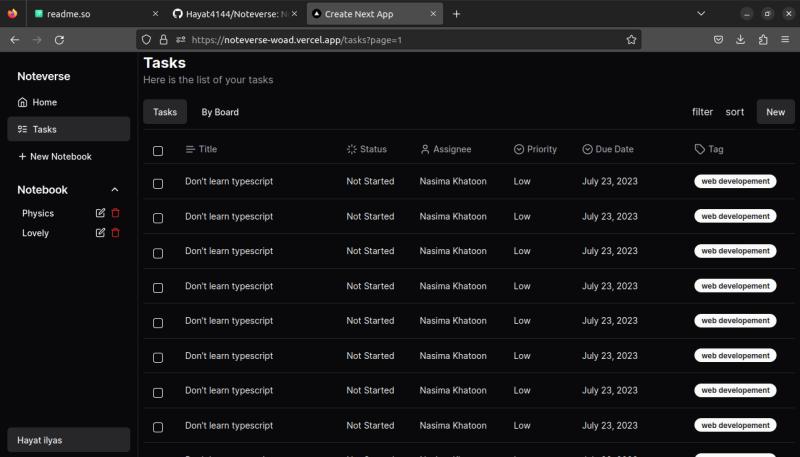 readme.so
Hayat4144/Noteverse: N
Create Next App
https://noteverse-woad.vercel.app/tasks?page=1
Noteverse
Home
Tasks
New Notebook
Notebook
Physics
Lovely
Hayat ilyas
Tasks
Here is the list of your tasks
Tasks By Board filter sort New
Title Status Assignee Priority Due Date Tag
Don't learn typescript Not Started Nasima Khatoon Low July 23, 2023 web developement
Don't learn typescript Not Started Nasima Khatoon Low July 23, 2023 web developement
Don't learn typescript Not Started Nasima Khatoon Low July 23, 2023 web developement
Don't learn typescript Not Started Nasima Khatoon Low July 23, 2023 web developement
Don't learn typescript Not Started Nasima Khatoon Low July 23, 2023 web developement
Don't learn typescript Not Started Nasima Khatoon Low July 23, 2023 web developement
Don't learn typescript Not Started Nasima Khatoon Low July 23, 2023 web developement
Don't learn typescript Not Started Nasima Khatoon Low July 23, 2023 web developement